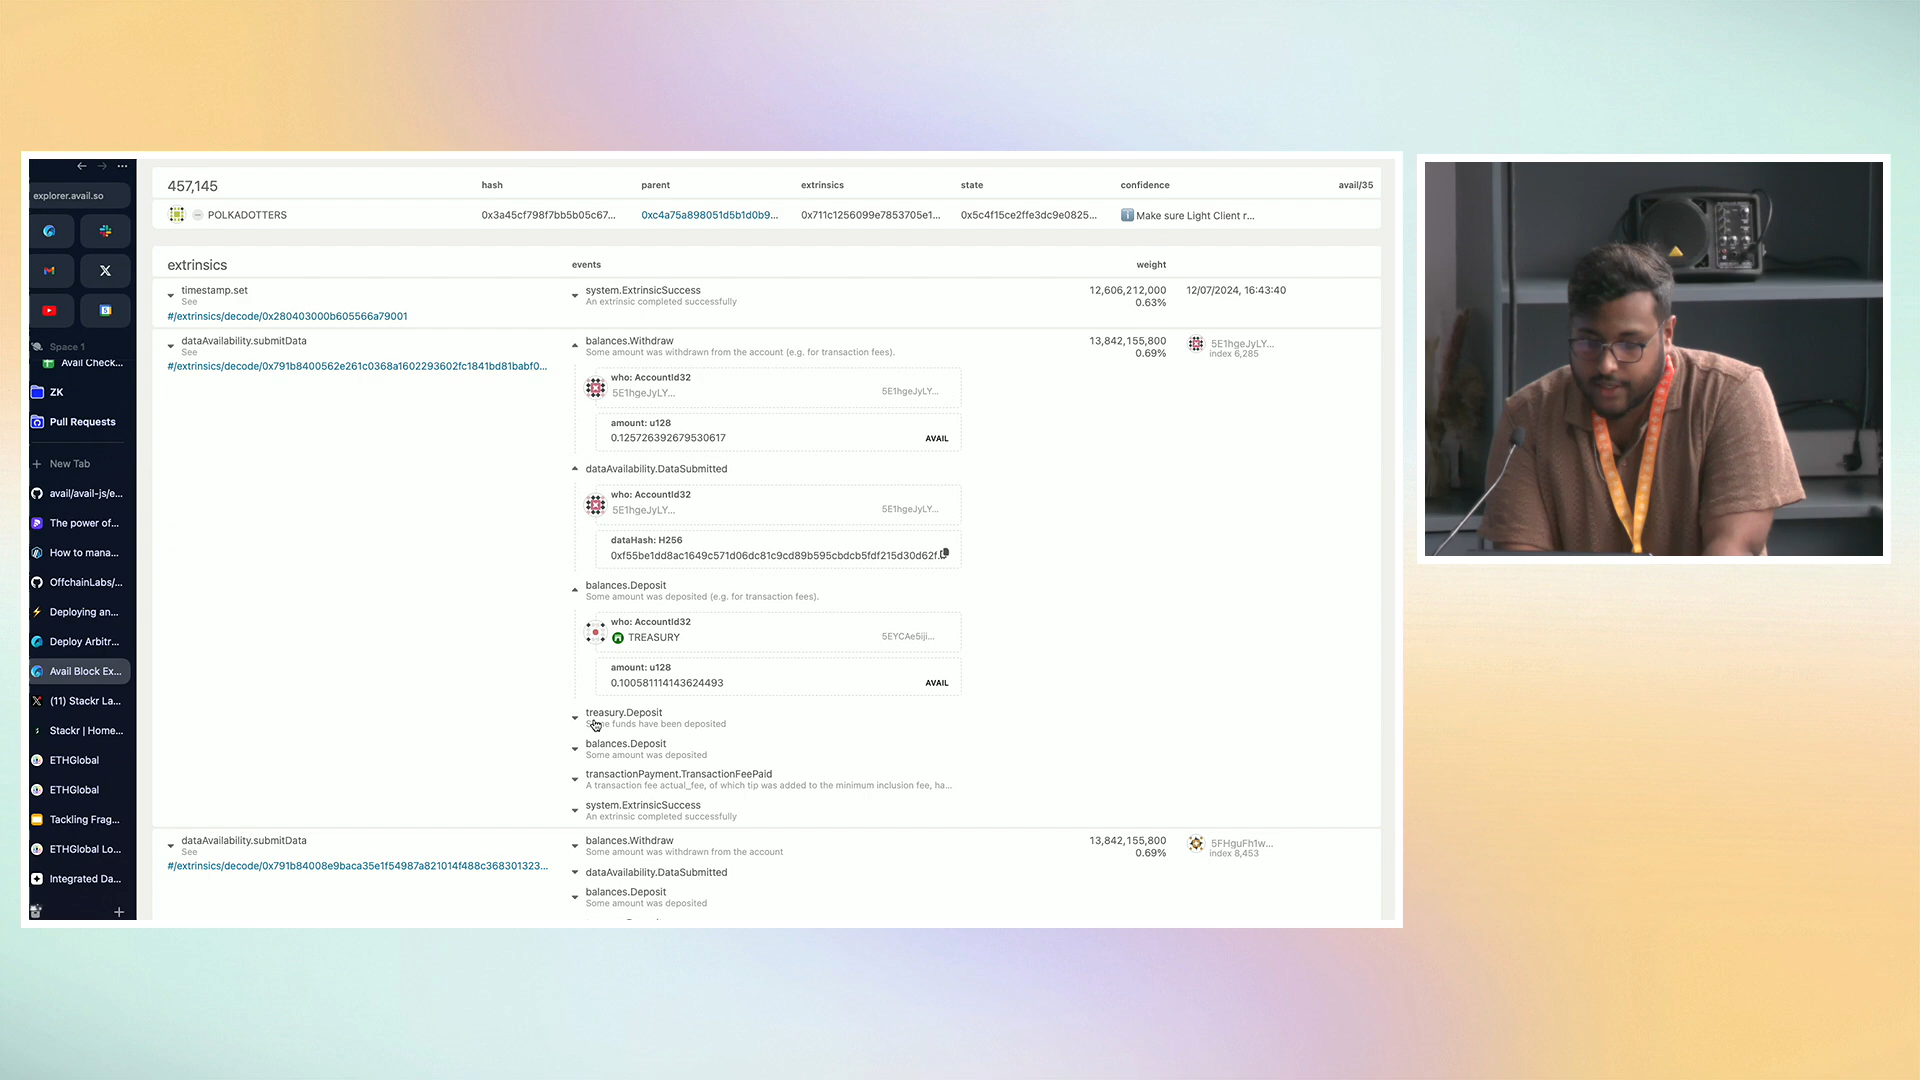 explorer.avail.so
Space 1
Avail Check...
ZK
Pull Requests
New Tab
avail/avail-js/e...
The power of...
How to mana...
OffchainLabs/...
Deploying an...
Deploy Arbitr...
Avail Block Ex...
(11) Stackr La...
Stackr | Home...
ETHGlobal
ETHGlobal
Tackling Frag...
ETHGlobal Lo...
Integrated Da...
457,145 hash parent extrinsics state confidence avail/35
POLKADOTTERS 0x3a45cf798f7bb5b05c67... 0xc4a75a898051d5b1d0b9... 0x711c1256099e7853705e1... 0x5c4f15ce2ffe3dc9e0825... Make sure Light Client r...
extrinsics events weight
timestamp.set system.ExtrinsicSuccess 12,606,212,000 12/07/2024, 16:43:40
See An extrinsic completed successfully 0.63%
#/extrinsics/decode/0x280403000b605566a79001
dataAvailability.submitData balances.Withdraw 13,842,155,800 5E1hgeJyLY...
See Some amount was withdrawn from the account (e.g. for transaction fees). 0.69% index 6,285
#/extrinsics/decode/0x791b8400562e261c0368a1602293602fc1841bd81babf0...
who: AccountId32
5E1hgeJyLY... 5E1hgeJyLY...
amount: u128
0.125726392679530617 AVAIL
dataAvailability.DataSubmitted
who: AccountId32
5E1hgeJyLY... 5E1hgeJyLY...
dataHash: H256
0xf55be1dd8ac1649c571d06dc81c9cd89b595cbdcb5fdf215d30d62f...
balances.Deposit
Some amount was deposited (e.g. for transaction fees).
who: AccountId32
TREASURY 5EYCAe5iji...
amount: u128
0.100581114143624493 AVAIL
treasury.Deposit
funds have been deposited
balances.Deposit
Some amount was deposited
transactionPayment.TransactionFeePaid
A transaction fee actual_fee, of which tip was added to the minimum inclusion fee, ha...
system.ExtrinsicSuccess
An extrinsic completed successfully
dataAvailability.submitData balances.Withdraw 13,842,155,800 5FHguFh1w...
See Some amount was withdrawn from the account 0.69% index 8,453
#/extrinsics/decode/0x791b84008e9baca35e1f54987a821014f488c368301323...
dataAvailability.DataSubmitted
balances.Deposit
Some amount was deposited